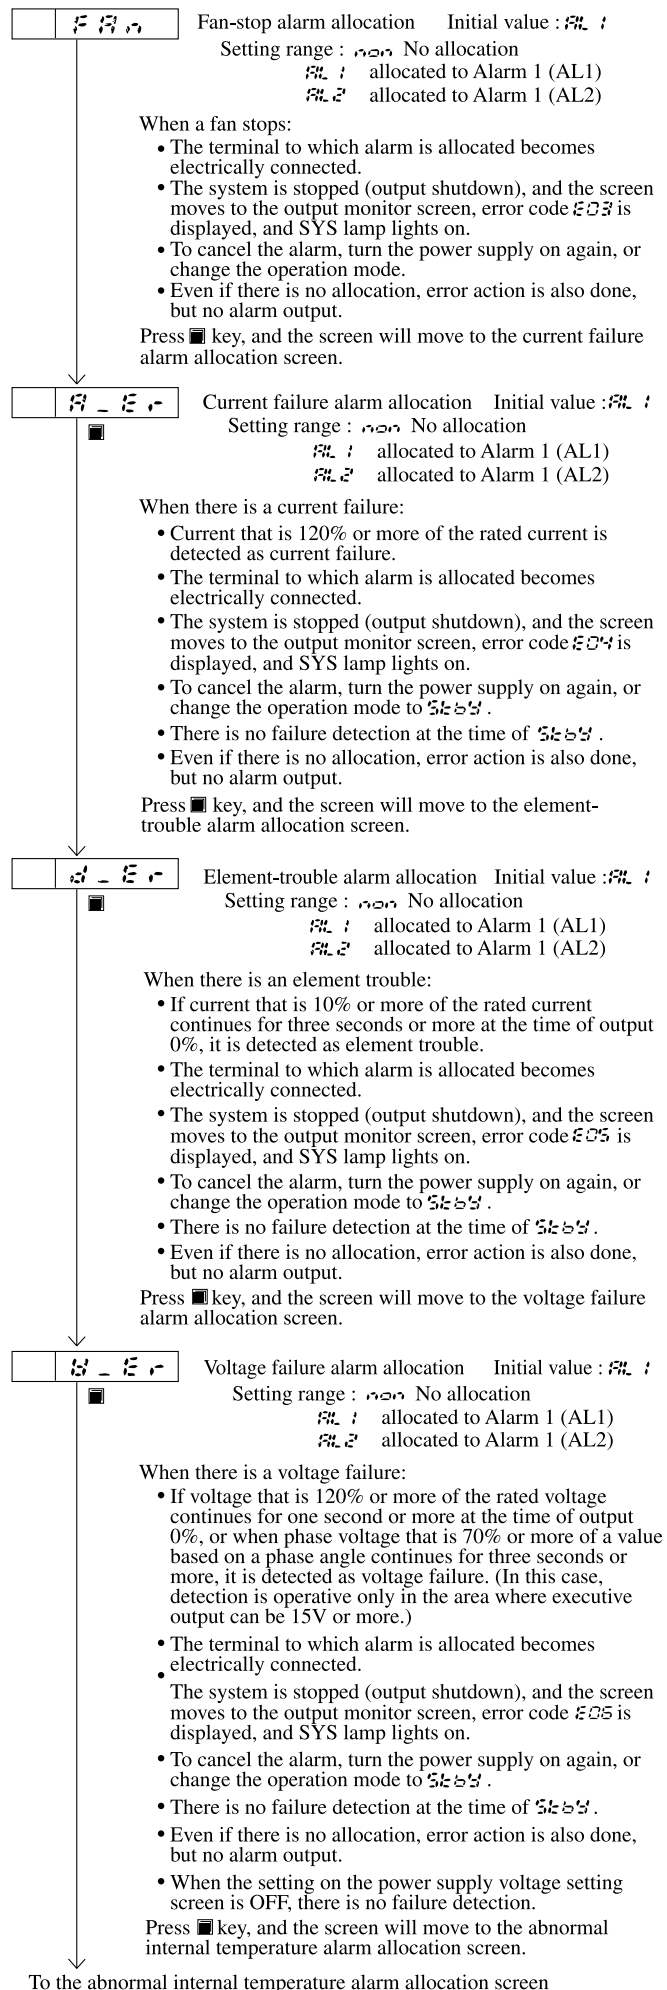 FAn Fan-stop alarm allocation Initial value : AL 1
Setting range : non No allocation
AL 1 allocated to Alarm 1 (AL1)
AL 2 allocated to Alarm 1 (AL2)
When a fan stops:
• The terminal to which alarm is allocated becomes
electrically connected.
• The system is stopped (output shutdown), and the screen
moves to the output monitor screen, error code E03 is
displayed, and SYS lamp lights on.
• To cancel the alarm, turn the power supply on again, or
change the operation mode.
• Even if there is no allocation, error action is also done,
but no alarm output.
Press key, and the screen will move to the current failure
alarm allocation screen.
A_Er Current failure alarm allocation Initial value : AL 1
Setting range : non No allocation
AL 1 allocated to Alarm 1 (AL1)
AL 2 allocated to Alarm 1 (AL2)
When there is a current failure:
• Current that is 120% or more of the rated current is
detected as current failure.
• The terminal to which alarm is allocated becomes
electrically connected.
• The system is stopped (output shutdown), and the screen
moves to the output monitor screen, error code E04 is
displayed, and SYS lamp lights on.
• To cancel the alarm, turn the power supply on again, or
change the operation mode to Stby .
• There is no failure detection at the time of Stby .
• Even if there is no allocation, error action is also done,
but no alarm output.
Press key, and the screen will move to the element-
trouble alarm allocation screen.
d_Er Element-trouble alarm allocation Initial value : AL 1
Setting range : non No allocation
AL 1 allocated to Alarm 1 (AL1)
AL 2 allocated to Alarm 1 (AL2)
When there is an element trouble:
• If current that is 10% or more of the rated current
continues for three seconds or more at the time of output
0%, it is detected as element trouble.
• The terminal to which alarm is allocated becomes
electrically connected.
• The system is stopped (output shutdown), and the screen
moves to the output monitor screen, error code E05 is
displayed, and SYS lamp lights on.
• To cancel the alarm, turn the power supply on again, or
change the operation mode to Stby .
• There is no failure detection at the time of Stby .
• Even if there is no allocation, error action is also done,
but no alarm output.
Press key, and the screen will move to the voltage failure
alarm allocation screen.
_Er Voltage failure alarm allocation Initial value : AL 1
Setting range : non No allocation
AL 1 allocated to Alarm 1 (AL1)
AL 2 allocated to Alarm 1 (AL2)
When there is a voltage failure:
• If voltage that is 120% or more of the rated voltage
continues for one second or more at the time of output
0%, or when phase voltage that is 70% or more of a value
based on a phase angle continues for three seconds or
more, it is detected as voltage failure. (In this case,
detection is operative only in the area where executive
output can be 15V or more.)
• The terminal to which alarm is allocated becomes
electrically connected.
• The system is stopped (output shutdown), and the screen
moves to the output monitor screen, error code E06 is
displayed, and SYS lamp lights on.
• To cancel the alarm, turn the power supply on again, or
change the operation mode to Stby .
• There is no failure detection at the time of Stby .
• Even if there is no allocation, error action is also done,
but no alarm output.
• When the setting on the power supply voltage setting
screen is OFF, there is no failure detection.
Press key, and the screen will move to the abnormal
internal temperature alarm allocation screen.
To the abnormal internal temperature alarm allocation screen